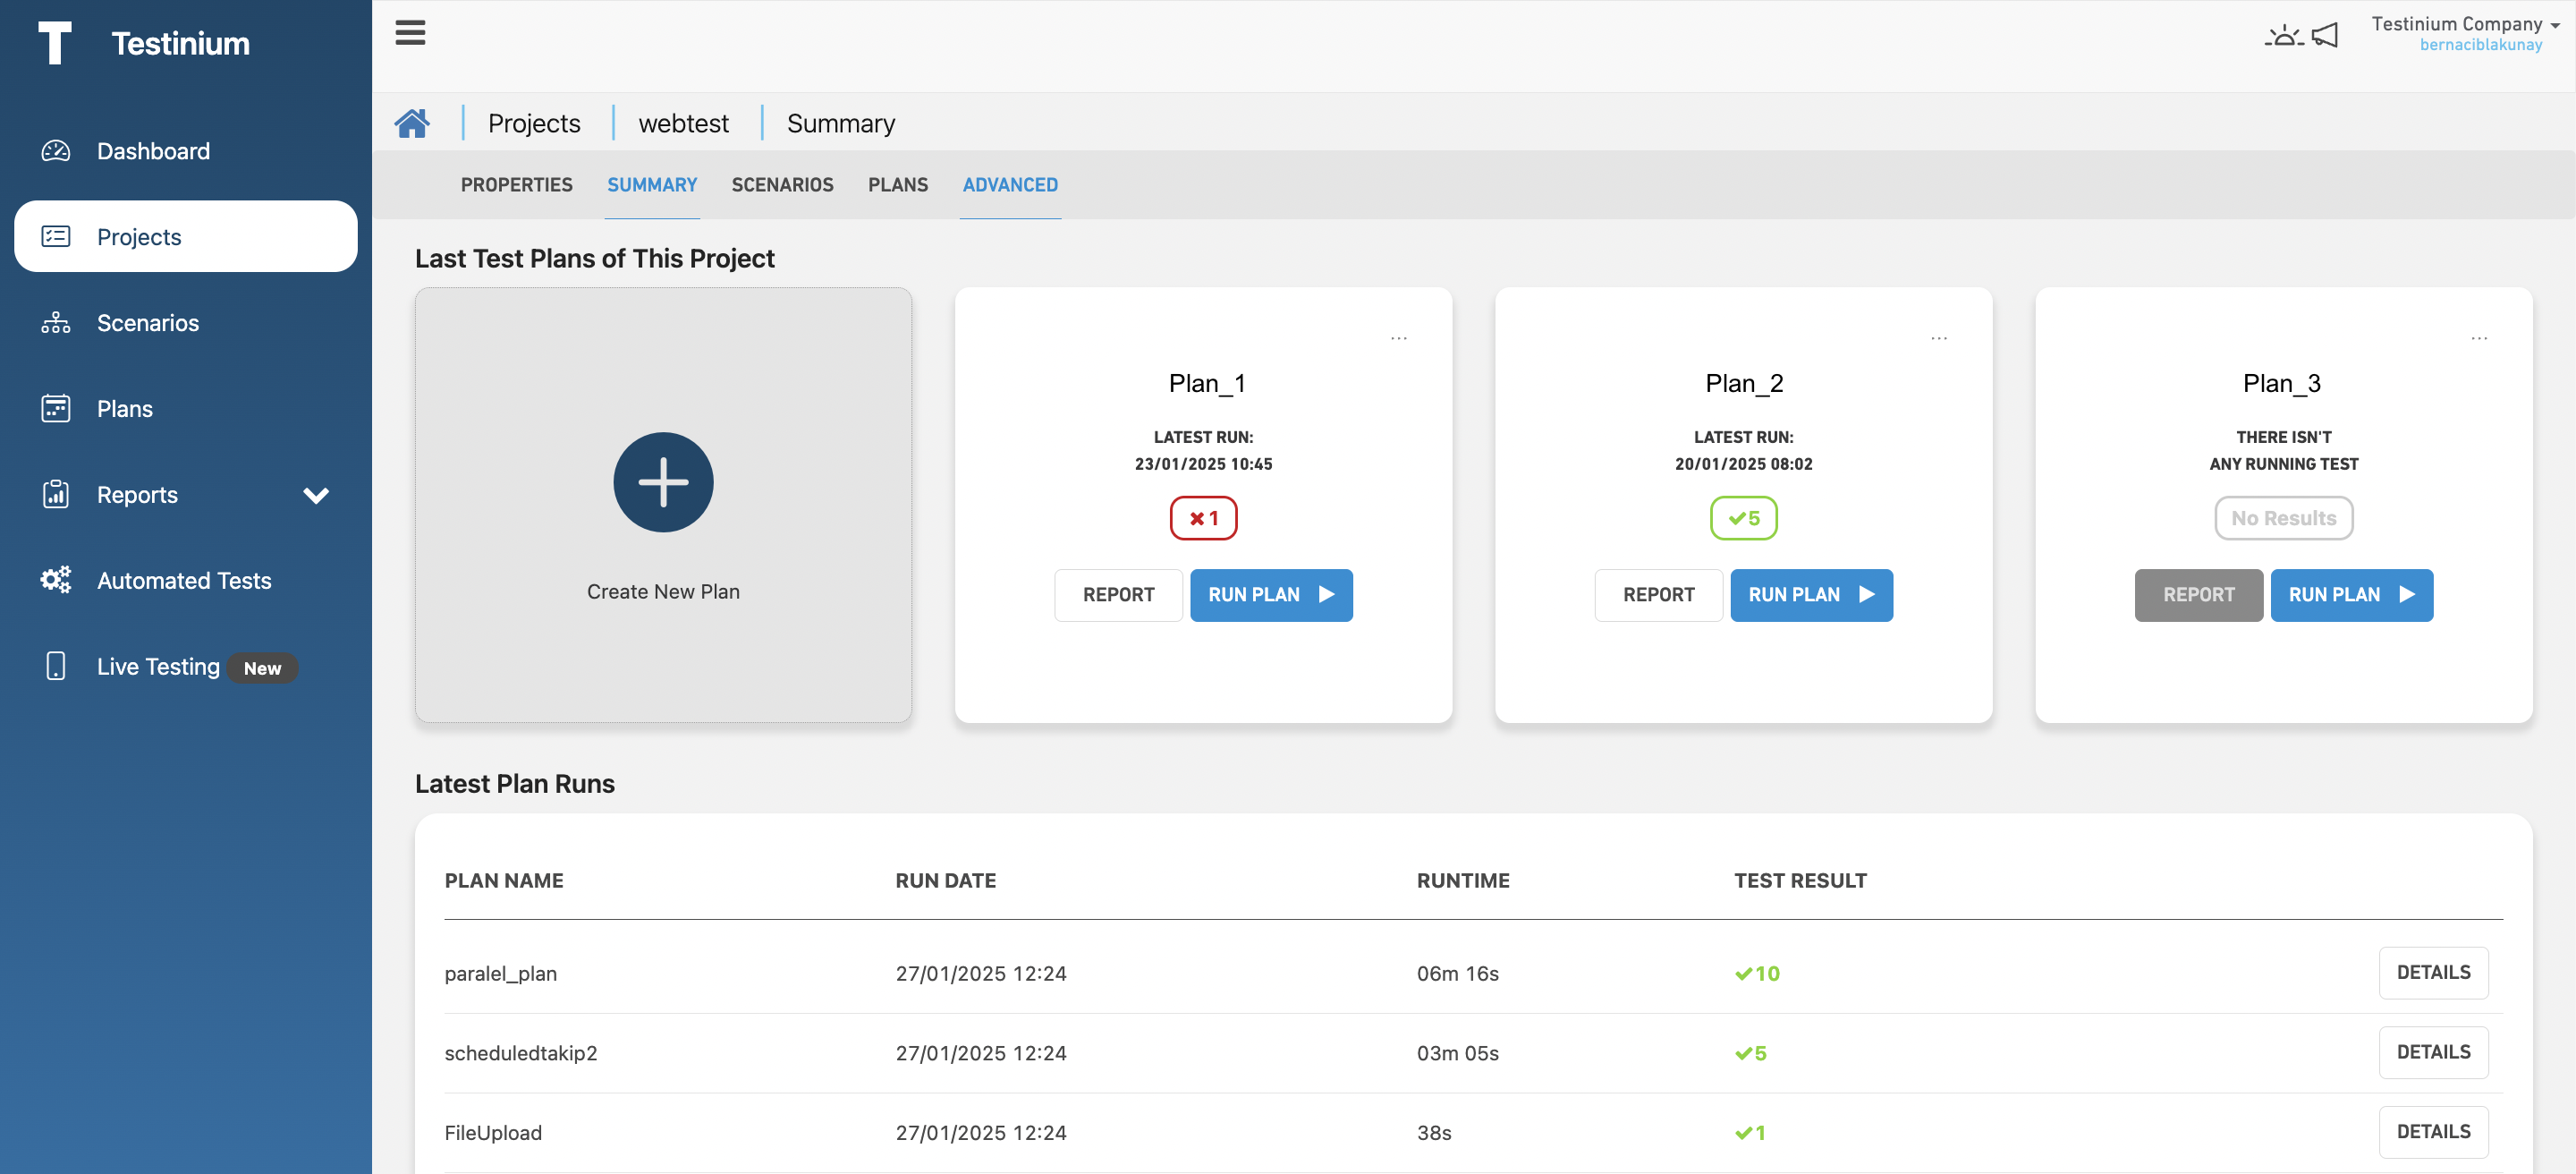 T Testinium
Testinium Company
bernaciblakunay
Projects webtest Summary
PROPERTIES SUMMARY SCENARIOS PLANS ADVANCED
Dashboard
Projects
Scenarios
Plans
Reports
Automated Tests
Live Testing New
Last Test Plans of This Project
Create New Plan
...
Plan_1
LATEST RUN:
23/01/2025 10:45
1
REPORT RUN PLAN
...
Plan_2
LATEST RUN:
20/01/2025 08:02
5
REPORT RUN PLAN
...
Plan_3
THERE ISN'T
ANY RUNNING TEST
No Results
REPORT RUN PLAN
Latest Plan Runs
PLAN NAME RUN DATE RUNTIME TEST RESULT
paralel_plan 27/01/2025 12:24 06m 16s 10 DETAILS
scheduledtakip2 27/01/2025 12:24 03m 05s 5 DETAILS
FileUpload 27/01/2025 12:24 38s 1 DETAILS